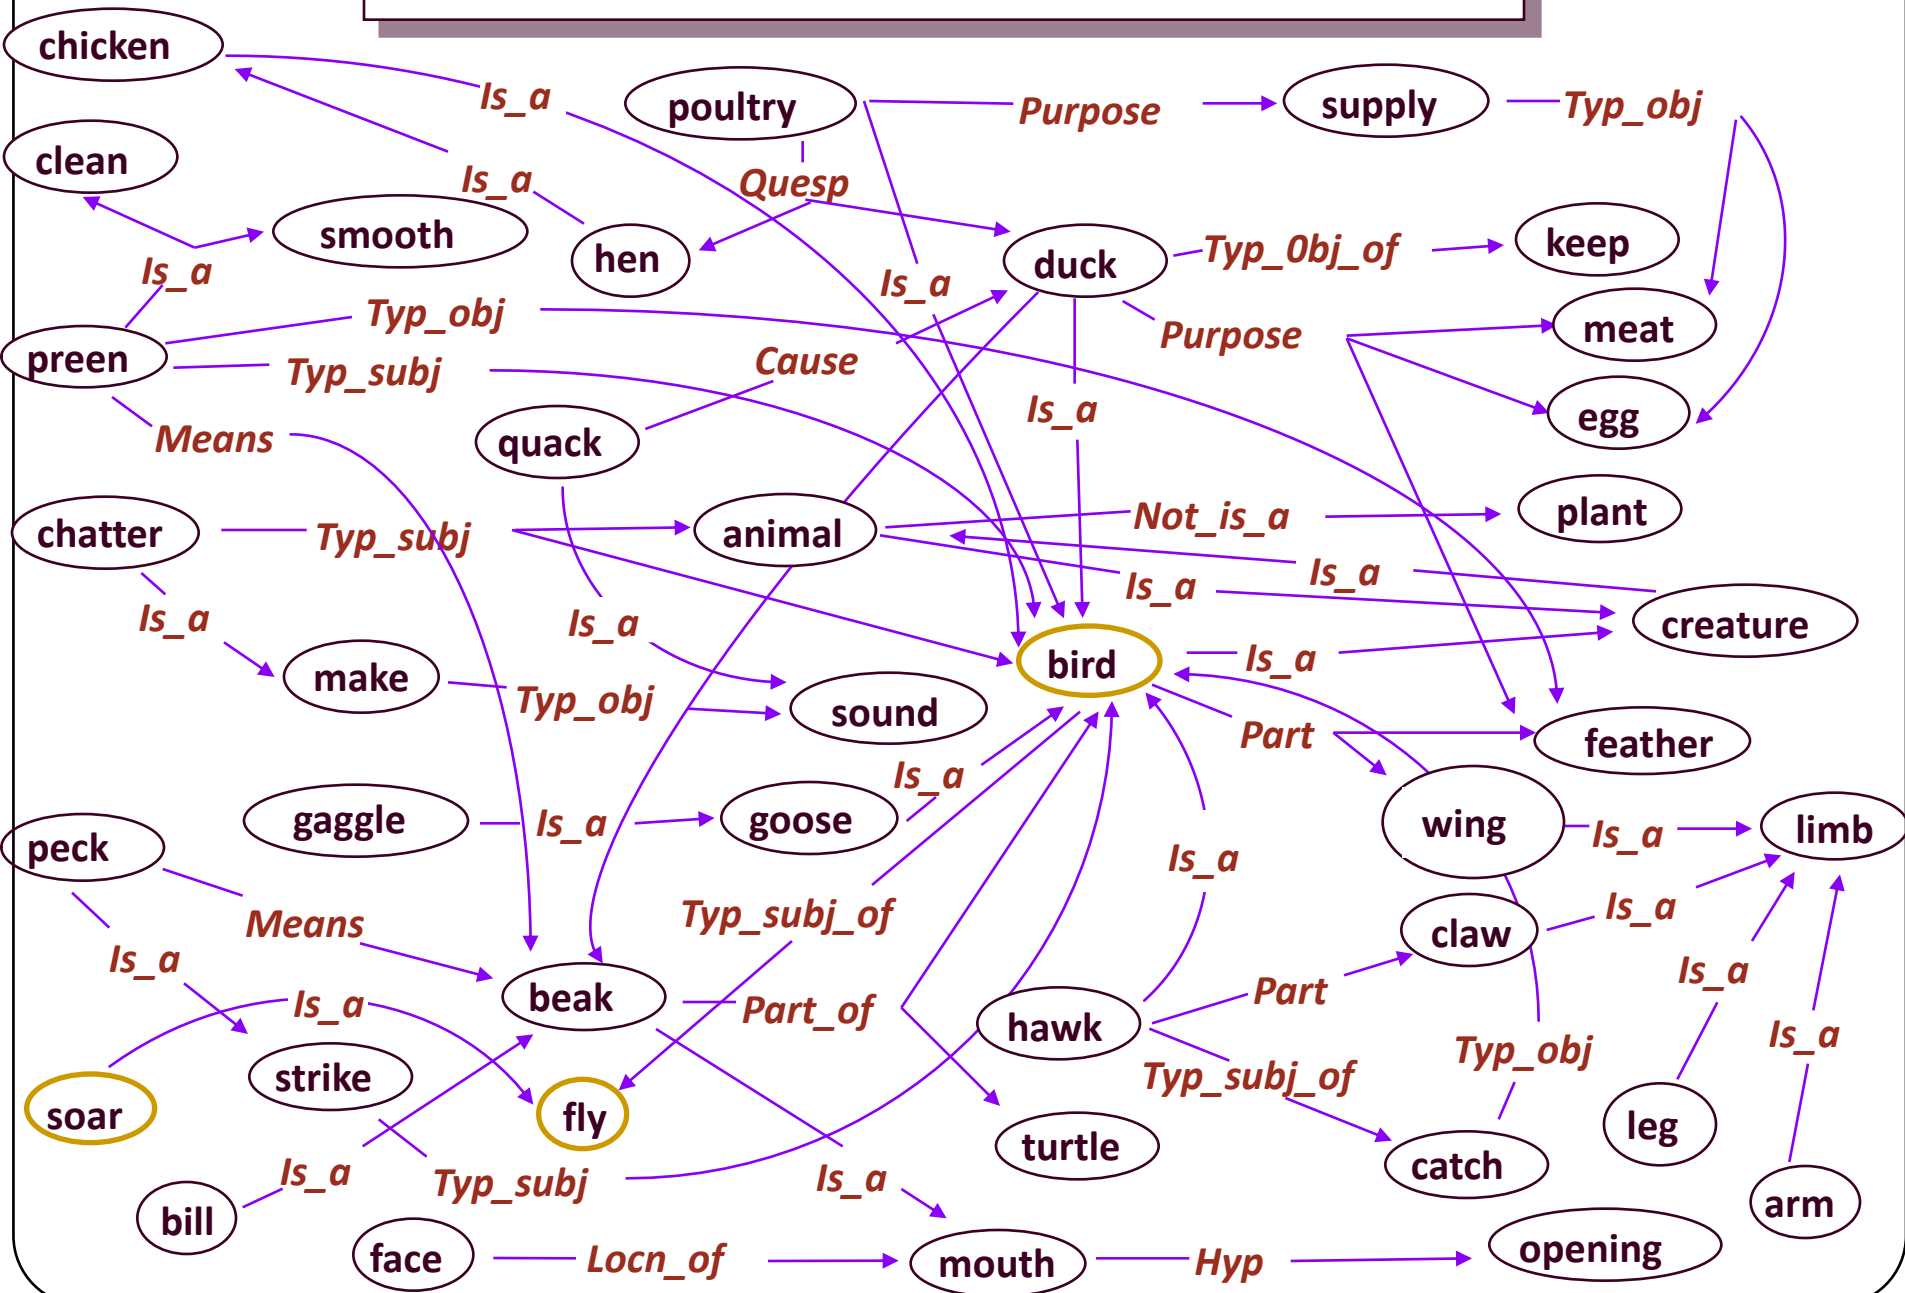 chicken
Is_a
poultry
Purpose
supply
Typ_obj
clean
Is_a
Quesp
smooth
hen
duck
Typ_0bj_of
keep
Is_a
Is_a
preen
Typ_obj
Typ_subj
Cause
Purpose
meat
Means
quack
Is_a
egg
chatter
Typ_subj
animal
Not_is_a
plant
Is_a
Is_a
Is_a
Is_a
creature
make
Typ_obj
sound
bird
Is_a
Part
feather
gaggle
Is_a
goose
Is_a
wing
Is_a
limb
peck
Means
Typ_subj_of
Is_a
claw
Is_a
Is_a
Is_a
beak
Part_of
hawk
Part
Is_a
Typ_obj
Is_a
soar
strike
fly
Typ_subj_of
leg
turtle
catch
bill
Is_a
Typ_subj
Is_a
arm
face
Locn_of
mouth
Hyp
opening